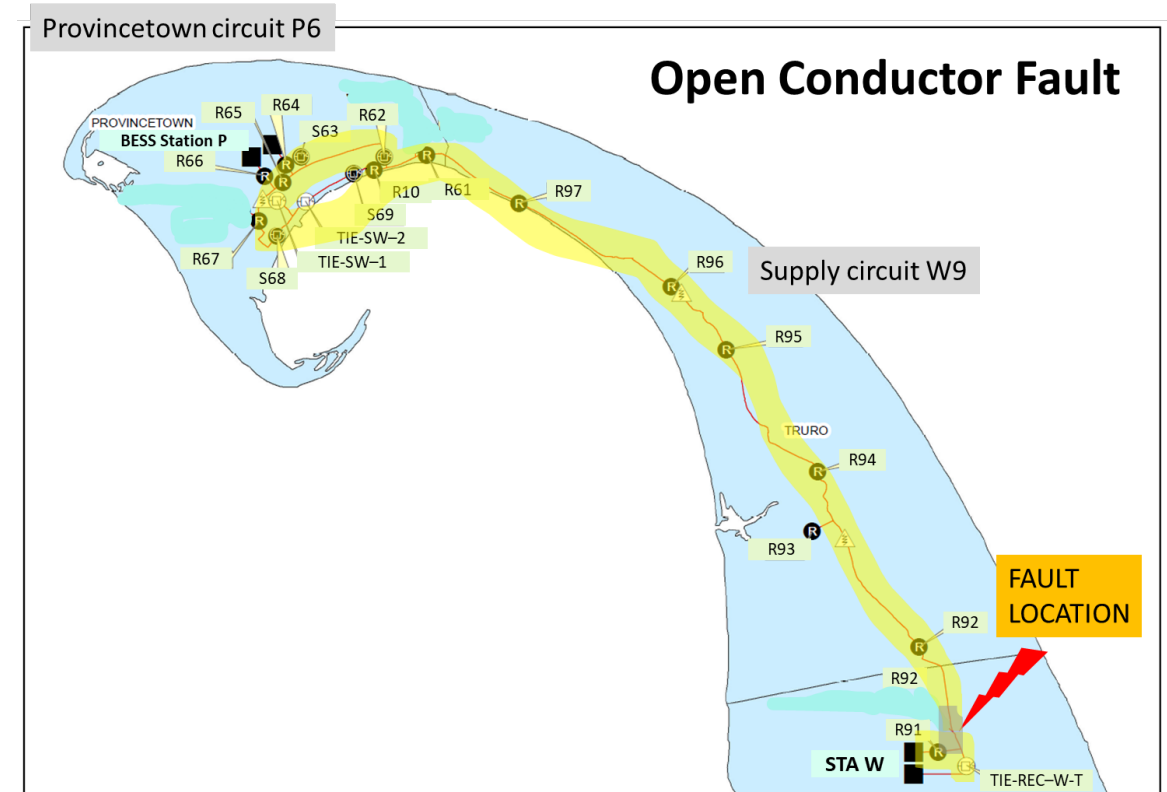 Provincetown circuit P6
Open Conductor Fault
R65
R64
R62
PROVINCETOWN
S63
BESS Station P
R66
R10
R61
R97
S69
TIE-SW–2
R67
TIE-SW–1
S68
R96
Supply circuit W9
R95
TRURO
R94
R93
FAULT
LOCATION
R92
R92
R91
STA W
TIE-REC–W-T
R
R
R
R
R
R
R
R
R
R
R
R
R
R